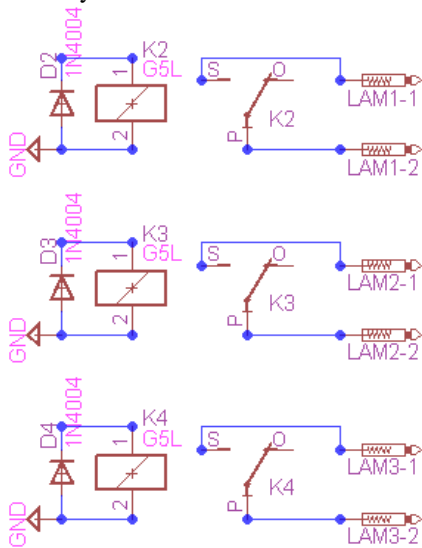 D2
1N4004
K2
G5L
1
2
GND
S
O
P
K2
LAM1-1
LAM1-2
D3
1N4004
K3
G5L
1
2
GND
S
O
P
K3
LAM2-1
LAM2-2
D4
1N4004
K4
G5L
1
2
GND
S
O
P
K4
LAM3-1
LAM3-2